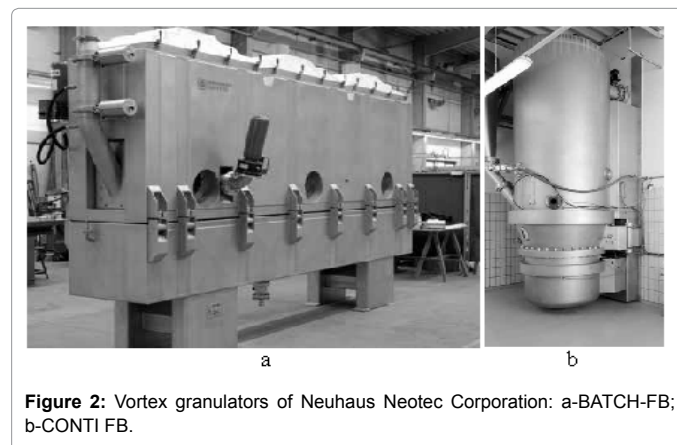 a
b
Figure 2: Vortex granulators of Neuhaus Neotec Corporation: a-BATCH-FB;
b-CONTI FB.